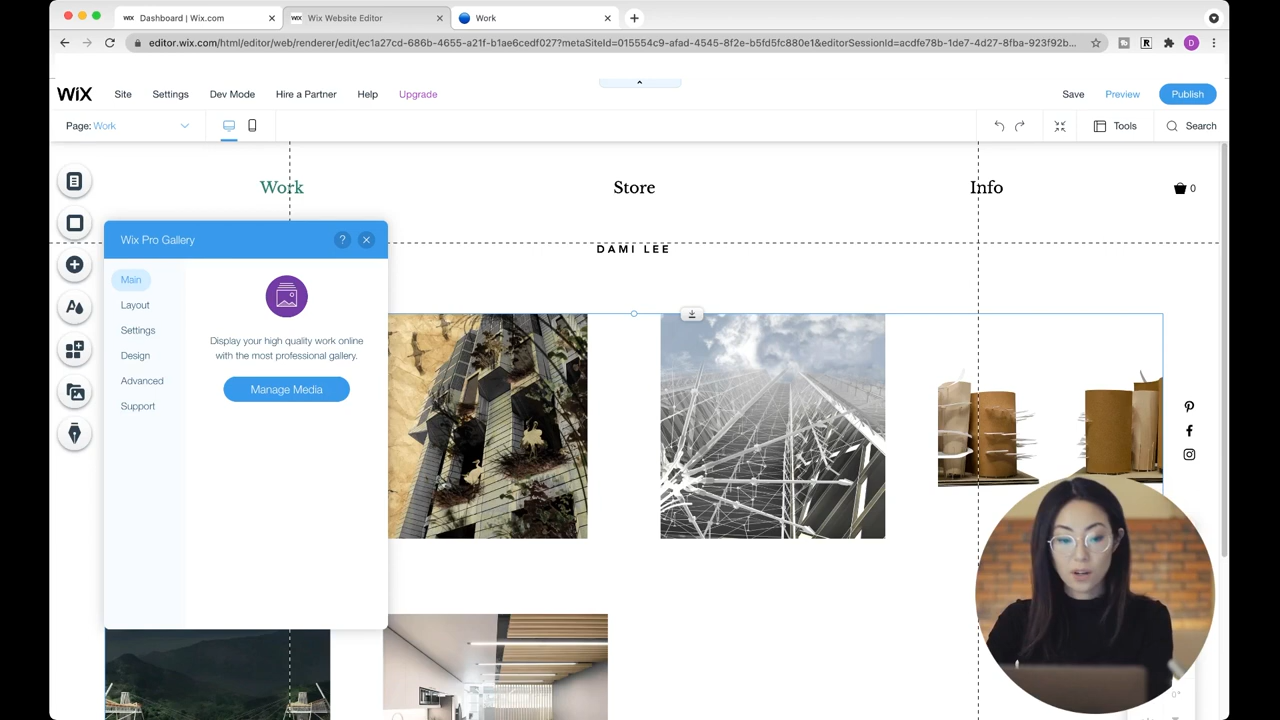 WiX Dashboard | Wix.com
WiX Wix Website Editor
Work
editor.wix.com/html/editor/web/renderer/edit/ec1a27cd-686b-4655-a21f-b1ae6cedf027?metaSiteId=015554c9-afad-4545-8f2e-b5fd5fc880e1&editorSessionId=acdfe78b-1de7-4d27-8fba-923f92b...
R
D
WiX
Site
Settings
Dev Mode
Hire a Partner
Help
Upgrade
Save
Preview
Publish
Page: Work
Tools
Search
Work
Store
Info
0
Wix Pro Gallery
?
DAMI LEE
Main
Layout
Settings
Design
Advanced
Support
Display your high quality work online
with the most professional gallery.
Manage Media
0°